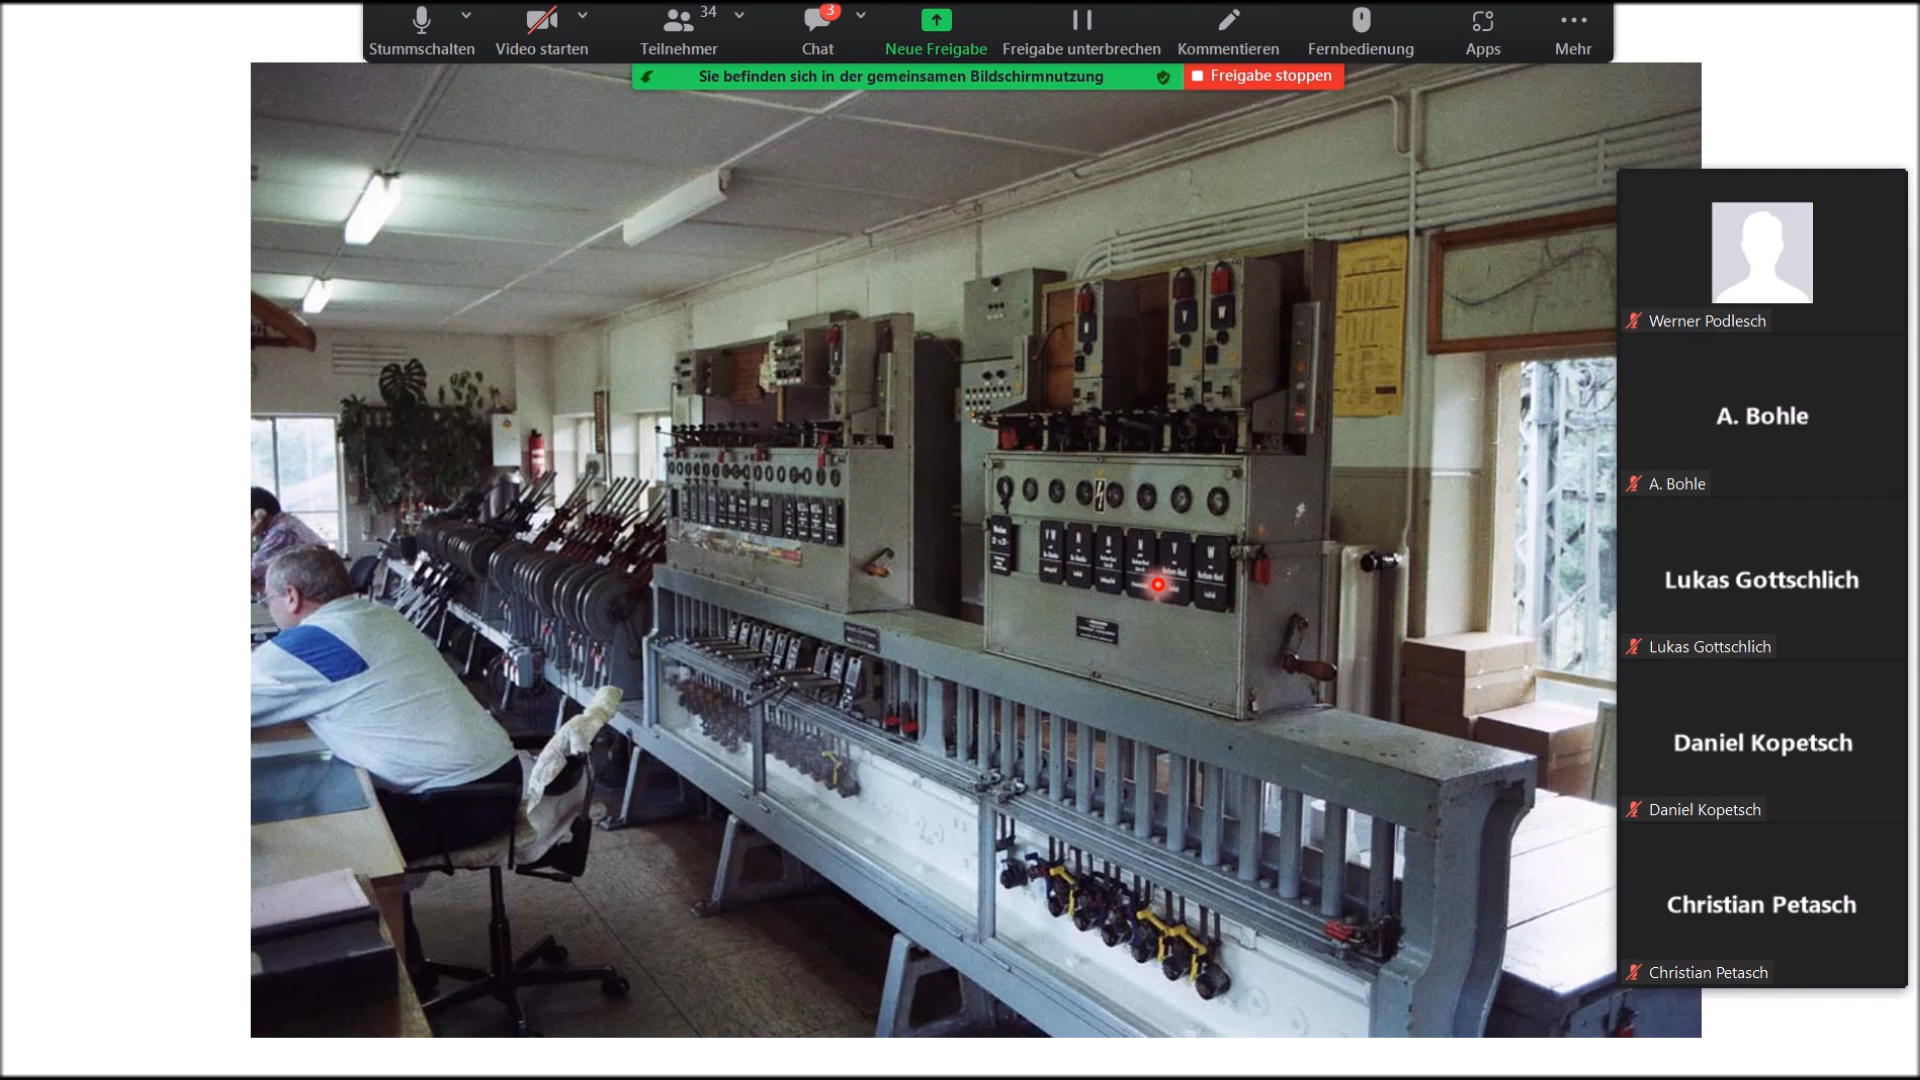 Stummschalten
Video starten
34
Teilnehmer
3
Chat
Neue Freigabe
Freigabe unterbrechen
Kommentieren
Fernbedienung
Apps
Mehr
Sie befinden sich in der gemeinsamen Bildschirmnutzung
Freigabe stoppen
Werner Podlesch
A. Bohle
A. Bohle
Lukas Gottschlich
Lukas Gottschlich
Daniel Kopetsch
Daniel Kopetsch
Christian Petasch
Christian Petasch
N
V
W
VW
N
N
N
V
W